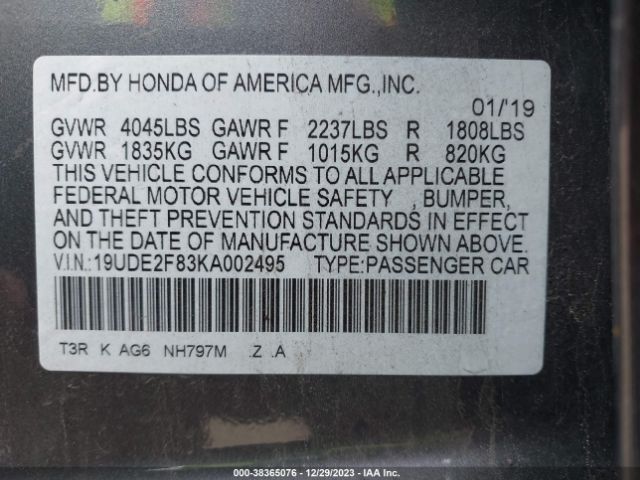 MFD.BY HONDA OF AMERICA MFG.,INC.
01/'19
GVWR 4045LBS GAWR F 2237LBS R 1808LBS
GVWR 1835KG GAWR F 1015KG R 820KG
THIS VEHICLE CONFORMS TO ALL APPLICABLE
FEDERAL MOTOR VEHICLE SAFETY , BUMPER,
AND THEFT PREVENTION STANDARDS IN EFFECT
ON THE DATE OF MANUFACTURE SHOWN ABOVE.
V.I.N.:19UDE2F83KA002495 TYPE:PASSENGER CAR
T3R K AG6 NH797M .Z .A
000-38365076 - 12/29/2023 - IAA Inc.